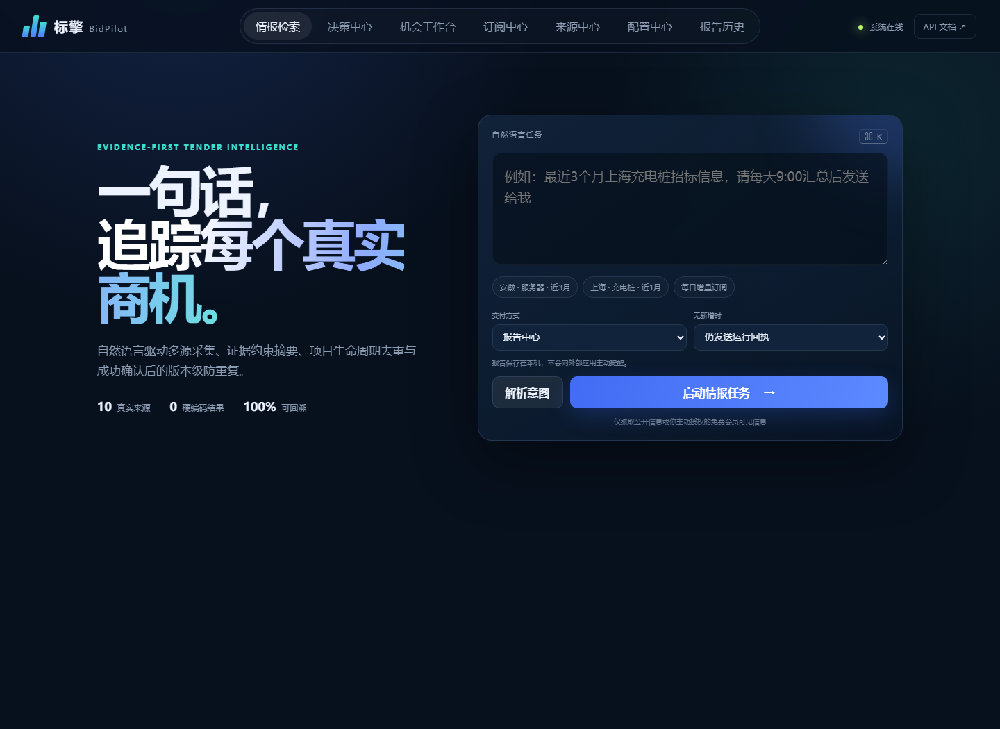 标擎 BidPilot
情报检索 决策中心 机会工作台 订阅中心 来源中心 配置中心 报告历史
系统在线 API 文档 ↗
EVIDENCE-FIRST TENDER INTELLIGENCE
一句话，
追踪每个真实
商机。
自然语言驱动多源采集、证据约束摘要、项目生命周期去重与
成功确认后的版本级防重复。
10 真实来源 0 硬编码结果 100% 可回溯
自然语言任务 ⌘ K
例如：最近3个月上海充电桩招标信息，请每天9:00汇总后发送
给我
安徽 · 服务器 · 近3月 上海 · 充电桩 · 近1月 每日增量订阅
交付方式 无新增时
报告中心 仍发送运行回执
报告保存在本机；不会向外部应用主动提醒。
解析意图 启动情报任务 →
仅抓取公开信息或你主动授权的免费会员可见信息